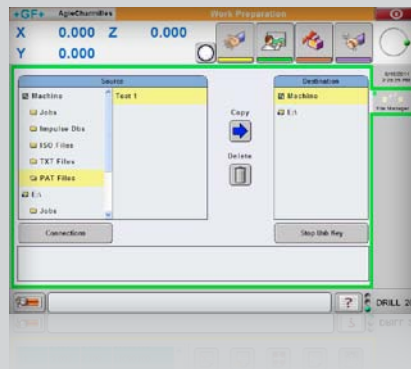 +GF+ AgieCharmilles Work Preparation
X 0.000 Z 0.000
Y 0.000
Source
Machine
Jobs
Impulse Dbs
ISO Files
TXT Files
PAT Files
E:\
Jobs
Test 1
Copy
Delete
Destination
Machine
E:\
File Manager
Connections
Stop Usb Key
?
DRILL 20